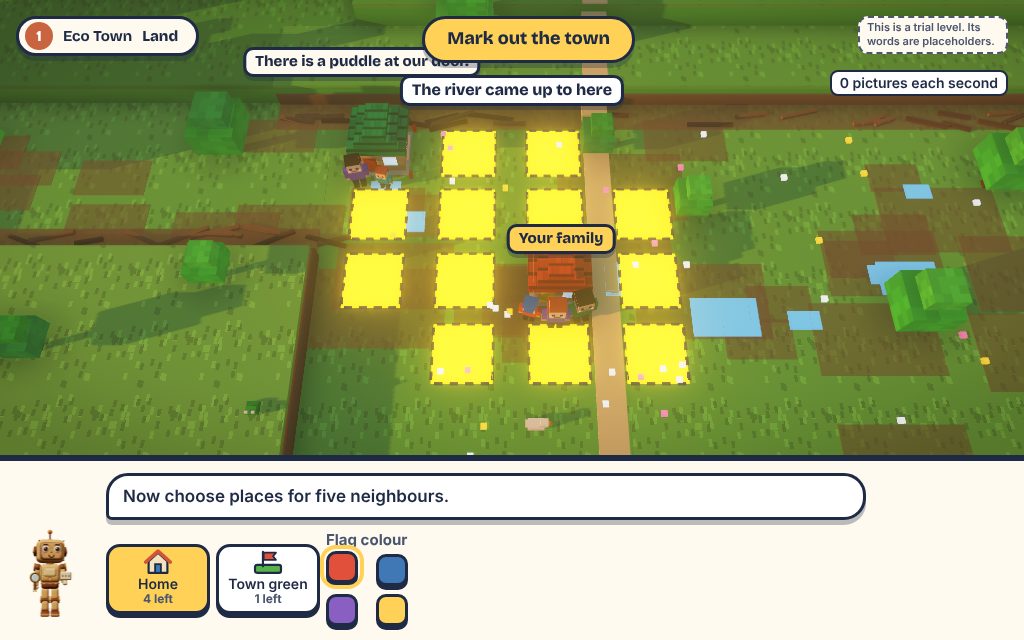 1 Eco Town Land
Mark out the town
This is a trial level. Its
words are placeholders.
There is a puddle at our door.
The river came up to here
0 pictures each second
Your family
Now choose places for five neighbours.
Flag colour
Home
4 left
Town green
1 left